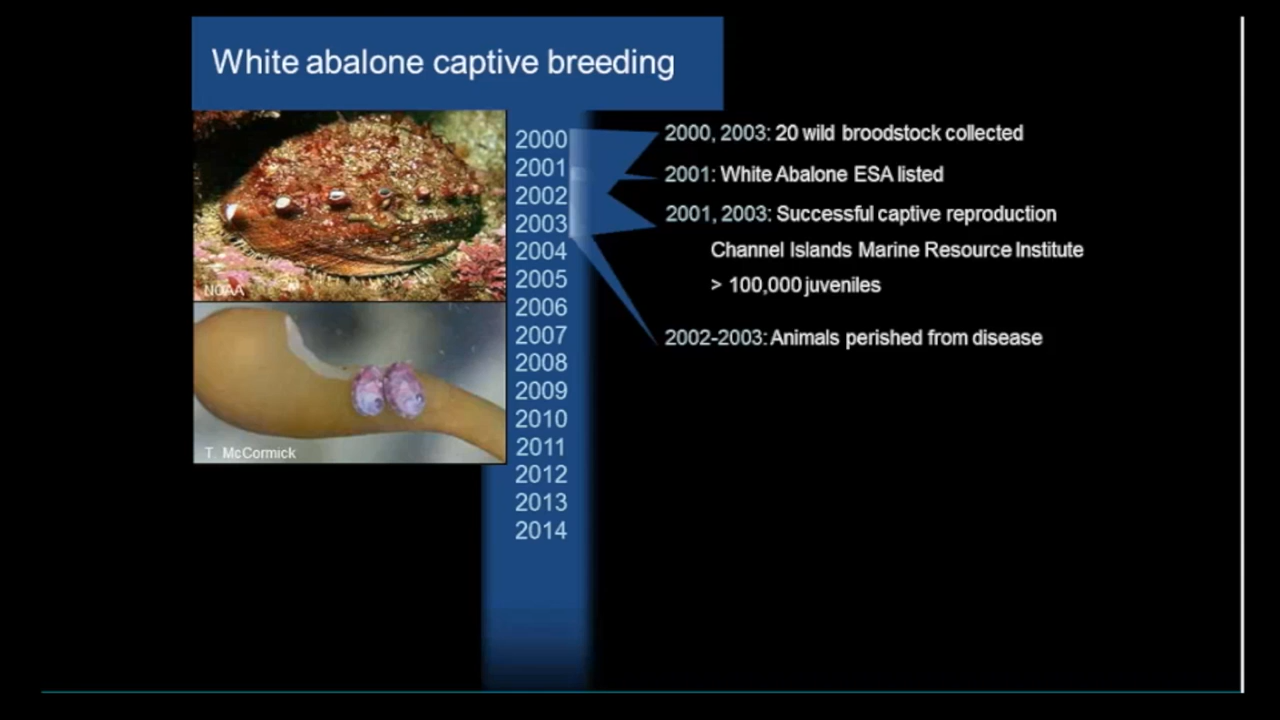 White abalone captive breeding
NOAA
T. McCormick
2000
2001
2002
2003
2004
2005
2006
2007
2008
2009
2010
2011
2012
2013
2014
2000, 2003: 20 wild broodstock collected
2001: White Abalone ESA listed
2001, 2003: Successful captive reproduction
Channel Islands Marine Resource Institute
> 100,000 juveniles
2002-2003: Animals perished from disease